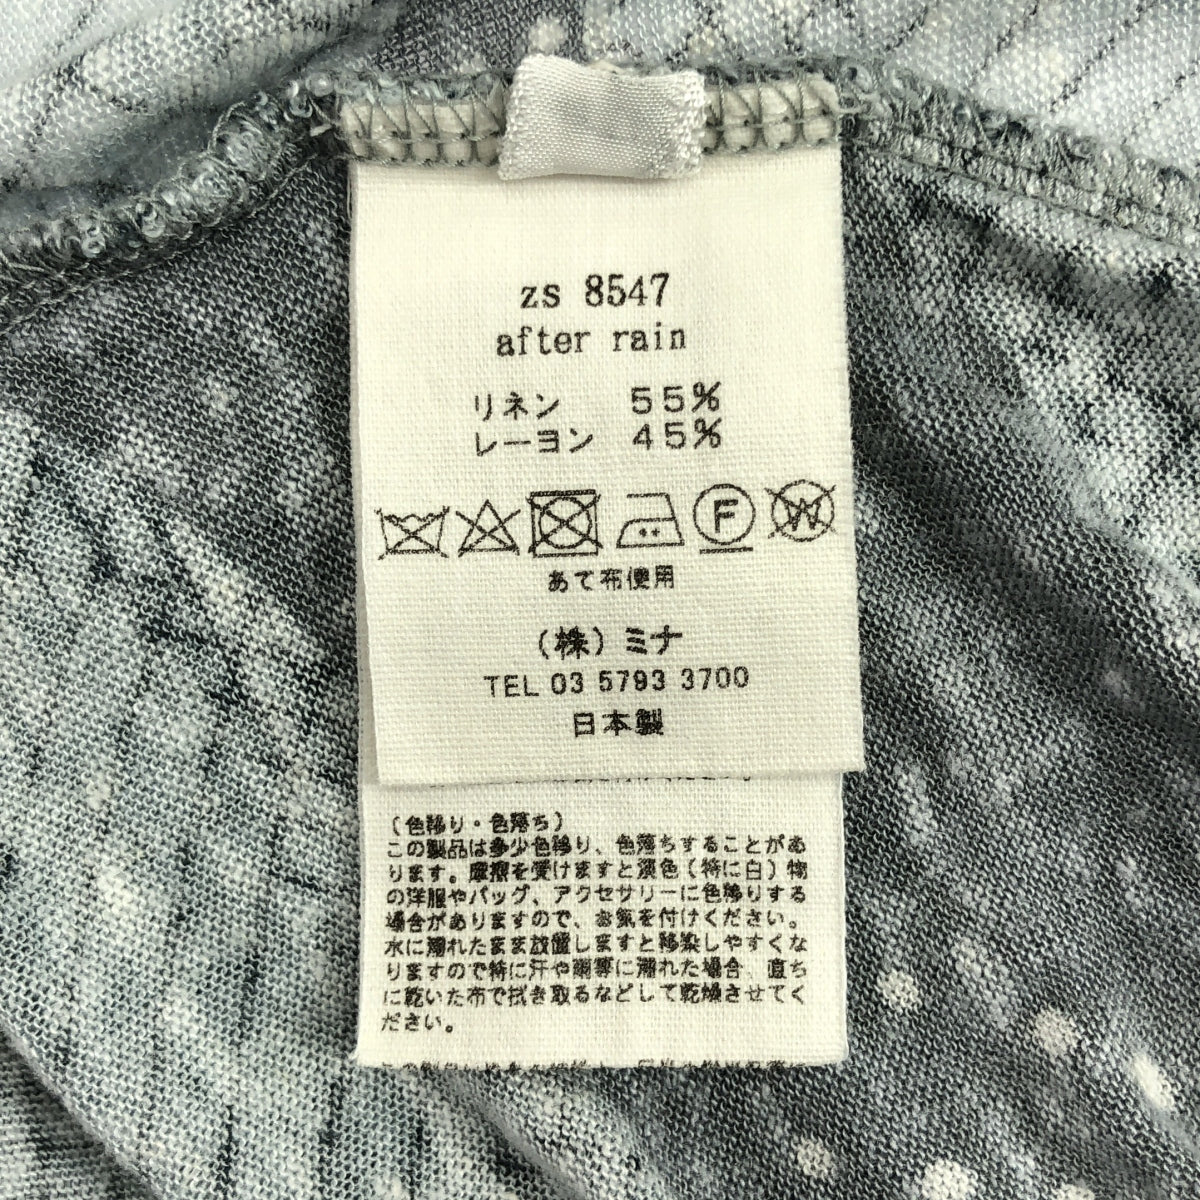 zs 8547
after rain
リネン 55%
レーヨン 45%
F W
あて布使用
(株)ミナ
TEL 03 5793 3700
日本製
(色移り・色落ち)
この製品は多少色移り、色落ちすることがあ
ります。摩擦を受けますと淡色(特に白)物
の洋服やバッグ、アクセサリーに色移りする
場合がありますので、お気を付けください。
水に濡れたまま放置しますと移染しやすくな
りますので特に汗や雨等に濡れた場合、直ち
に乾いた布で拭き取るなどして乾燥させてく
ださい。